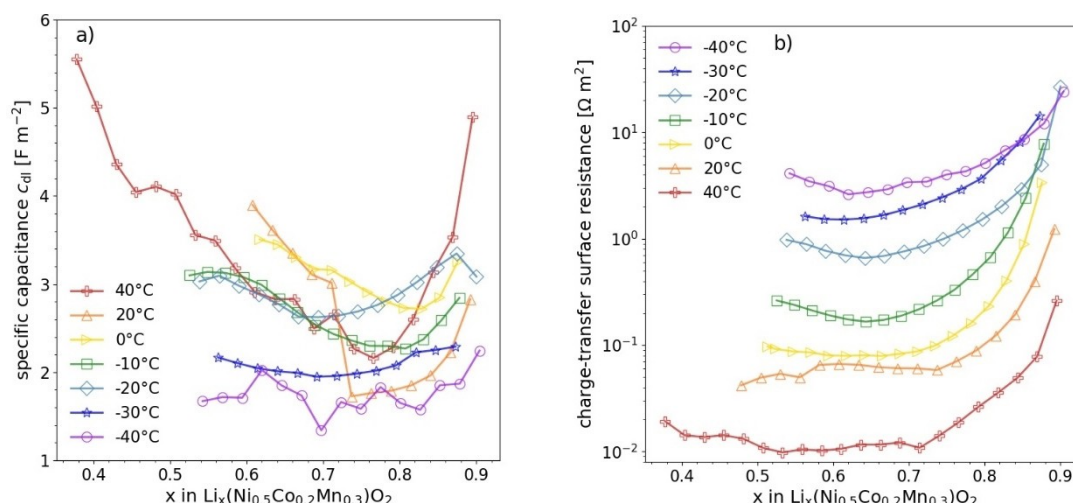 a)
6
5
4
3
2
1
specific capacitance c_dl [F m⁻²]
40°C
20°C
0°C
-10°C
-20°C
-30°C
-40°C
0.4 0.5 0.6 0.7 0.8 0.9
x in Liₓ(Ni₀.₅Co₀.₂Mn₀.₃)O₂
b)
10²
10¹
10⁰
10⁻¹
10⁻²
charge-transfer surface resistance [Ω m²]
-40°C
-30°C
-20°C
-10°C
0°C
20°C
40°C
0.4 0.5 0.6 0.7 0.8 0.9
x in Liₓ(Ni₀.₅Co₀.₂Mn₀.₃)O₂